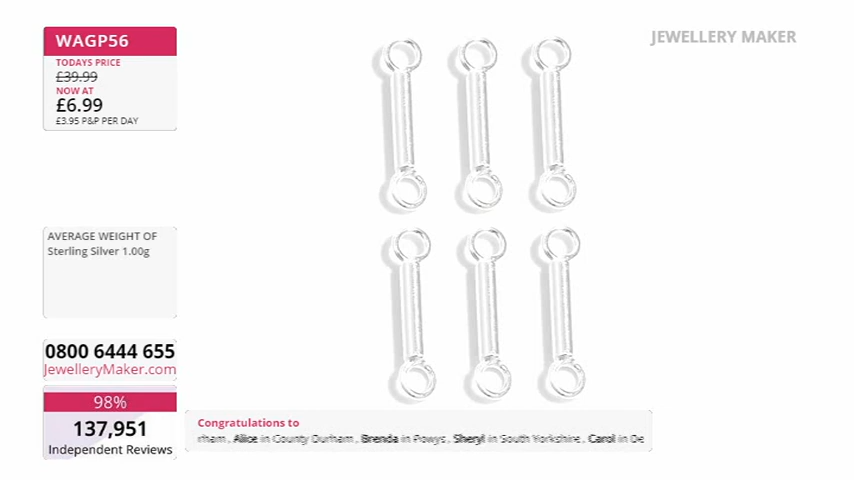 WAGP56
TODAYS PRICE
£39.99
NOW AT
£6.99
£3.95 P&P PER DAY
JEWELLERY MAKER
AVERAGE WEIGHT OF
Sterling Silver 1.00g
0800 6444 655
JewelleryMaker.com
98%
137,951
Independent Reviews
Congratulations to
rham, Alice in County Durham, Brenda in Powys, Sheryl in South Yorkshire, Carol in De